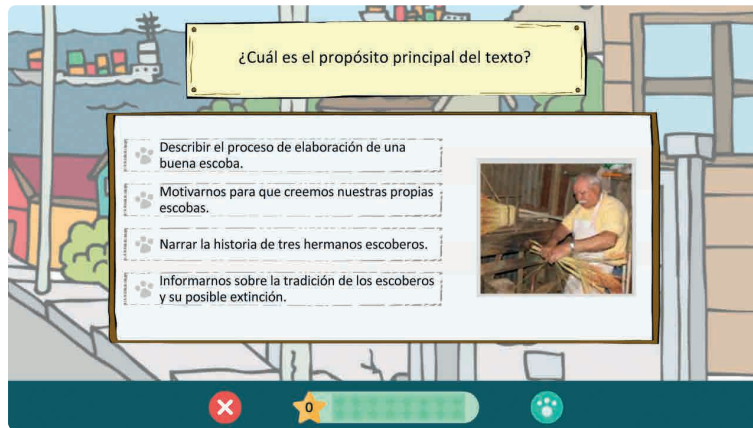 ¿Cuál es el propósito principal del texto?
Describir el proceso de elaboración de una
buena escoba.
Motivarnos para que creemos nuestras propias
escobas.
Narrar la historia de tres hermanos escoberos.
Informarnos sobre la tradición de los escoberos
y su posible extinción.
0